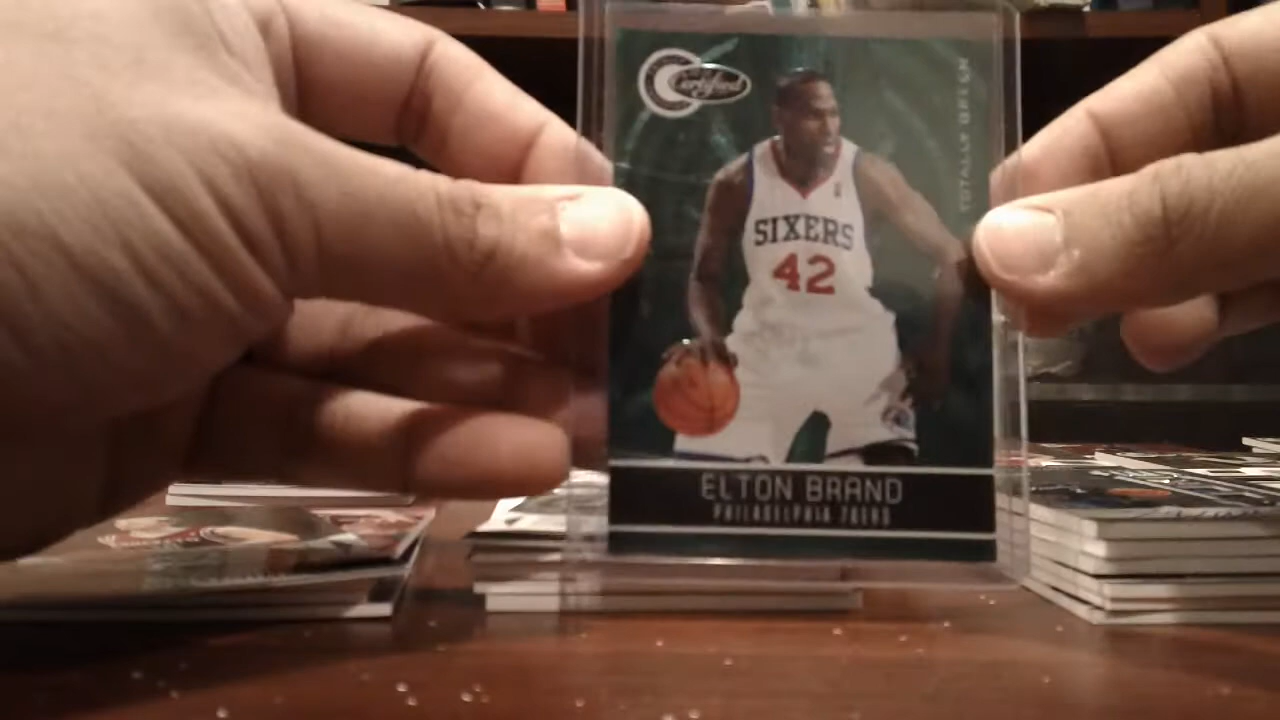 Certified
TOTALLY GREEN
SIXERS
42
ELTON BRAND
PHILADELPHIA 76ERS